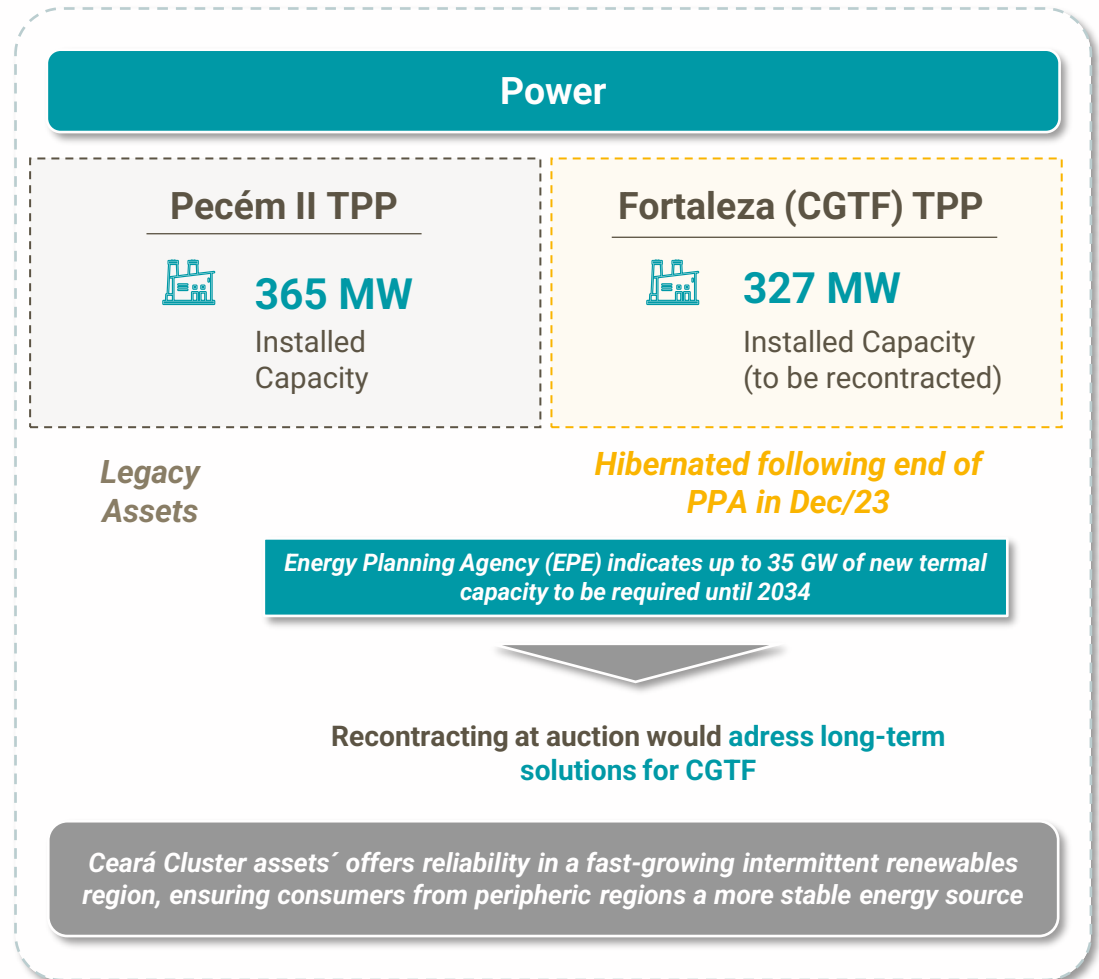 Power
Pecém II TPP
365 MW
Installed
Capacity
Fortaleza (CGTF) TPP
327 MW
Installed Capacity
(to be recontracted)
Legacy
Assets
Hibernated following end of
PPA in Dec/23
Energy Planning Agency (EPE) indicates up to 35 GW of new termal
capacity to be required until 2034
Recontracting at auction would adress long-term
solutions for CGTF
Ceará Cluster assets´ offers reliability in a fast-growing intermittent renewables
region, ensuring consumers from peripheric regions a more stable energy source